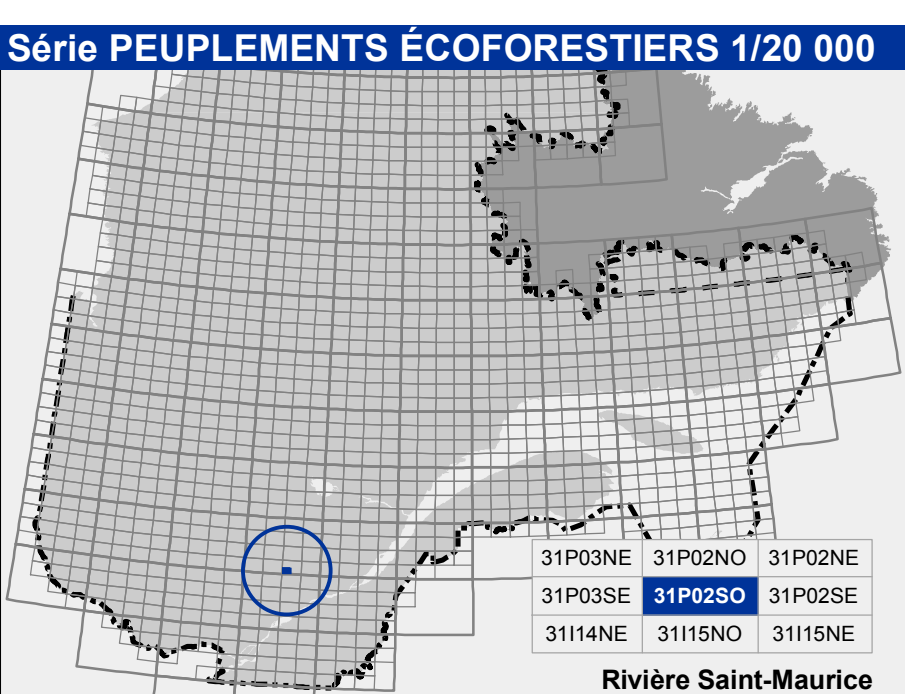 Série PEUPLEMENTS ÉCOFORESTIERS 1/20 000
31P03NE 31P02NO 31P02NE
31P03SE 31P02SO 31P02SE
31I14NE 31I15NO 31I15NE
Rivière Saint-Maurice